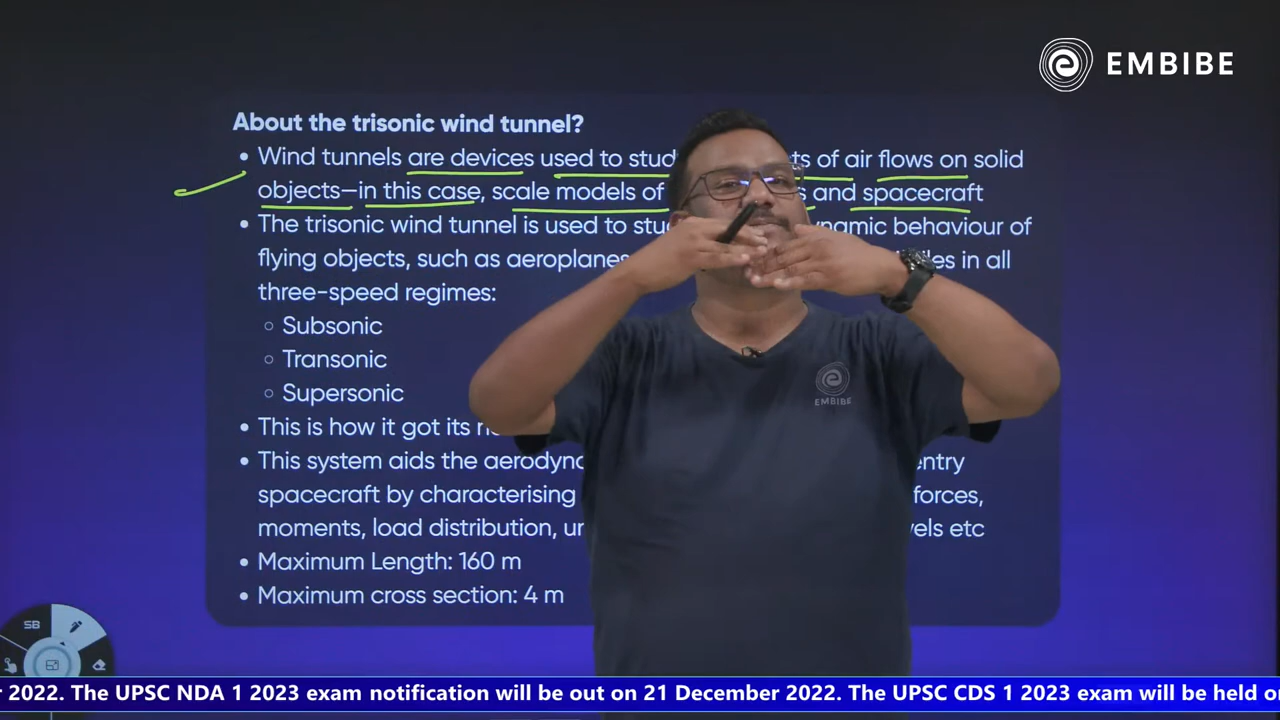 EMBIBE
About the trisonic wind tunnel?
• Wind tunnels are devices used to stud ts of air flows on solid
objects—in this case, scale models of s and spacecraft
• The trisonic wind tunnel is used to stu namic behaviour of
flying objects, such as aeroplanes in all
three-speed regimes:
○ Subsonic
○ Transonic
○ Supersonic
• This is how it got its
• This system aids the entry
spacecraft by characterising forces,
moments, load distribution, etc
• Maximum Length: 160 m
• Maximum cross section: 4 m
EMBIBE
SB
2022. The UPSC NDA 1 2023 exam notification will be out on 21 December 2022. The UPSC CDS 1 2023 exam will be held